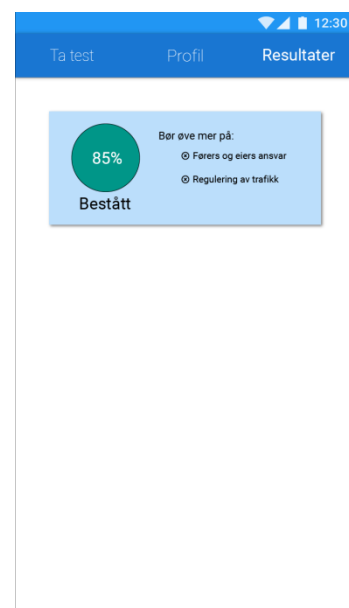 12:30
Ta test Profil Resultater
85%
Bestått
Bør øve mer på:
Førers og eiers ansvar
Regulering av trafikk